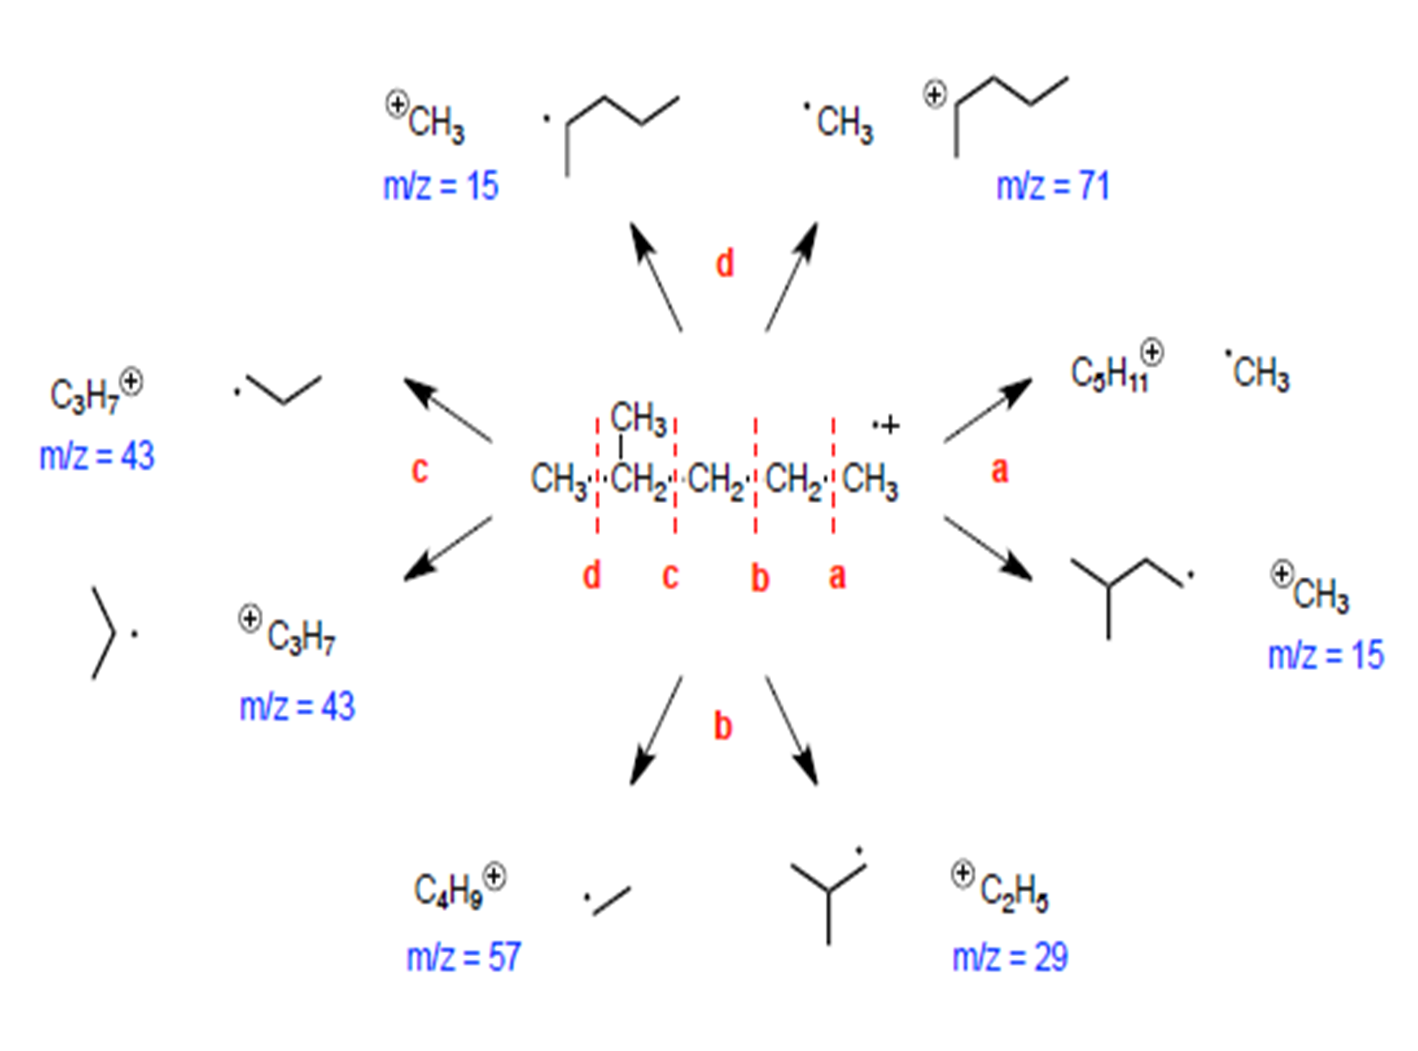 ⊕CH₃ · ·CH₃ ⊕
m/z = 15 m/z = 71
d
C₅H₁₁⊕ ·CH₃
C₃H₇⊕ ·
m/z = 43
c a
CH₃ ·+
CH₃··CH₂··CH₂··CH₂··CH₃
d c b a
· ⊕C₃H₇ · ⊕CH₃
m/z = 43 m/z = 15
b
C₄H₉⊕ · · ⊕C₂H₅
m/z = 57 m/z = 29